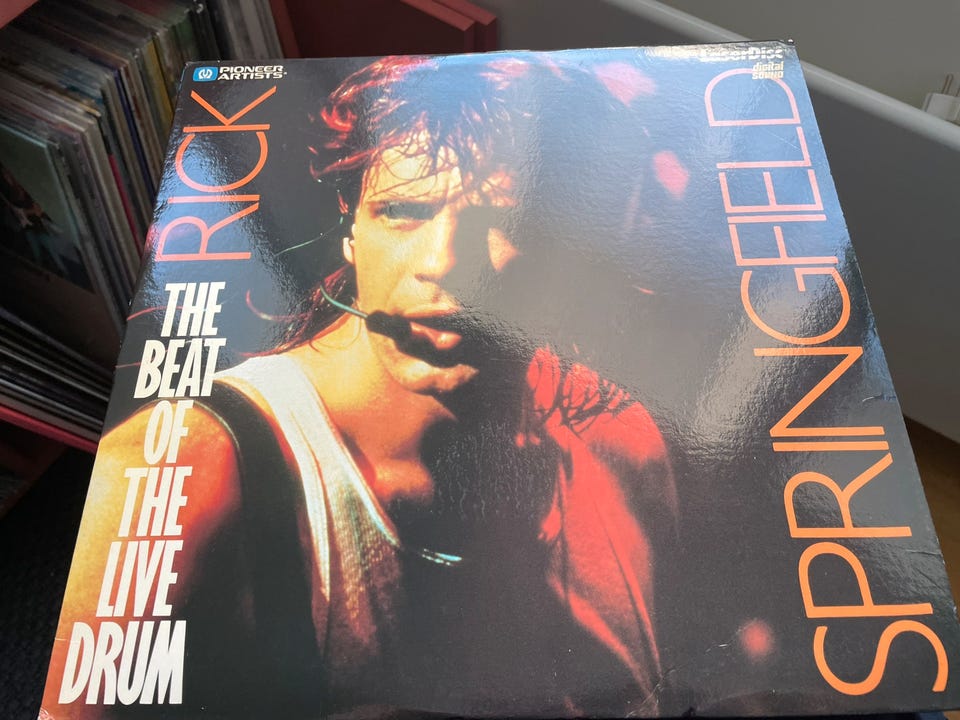 PIONEER
ARTISTS
LaserDisc
digital
SOUND
RICK
SPRINGFIELD
THE
BEAT
OF
THE
LIVE
DRUM